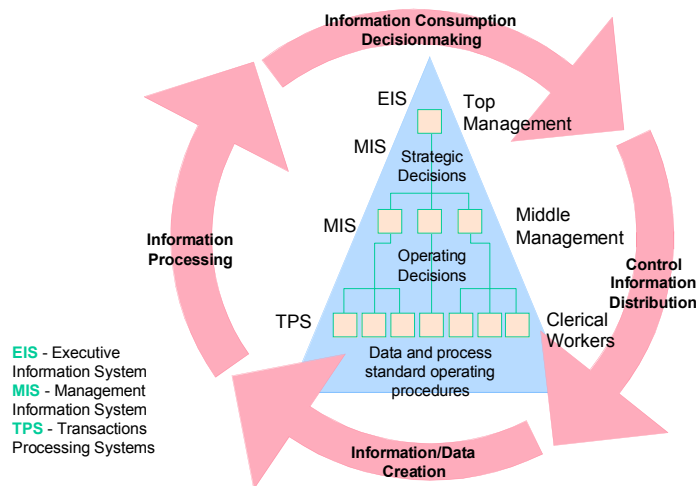 Information Consumption
Decisionmaking
EIS
Top
Management
MIS
Strategic
Decisions
MIS
Middle
Management
Information
Processing
Operating
Decisions
Control
Information
Distribution
TPS
Clerical
Workers
Data and process
standard operating
procedures
EIS - Executive
Information System
MIS - Management
Information System
TPS - Transactions
Processing Systems
Information/Data
Creation